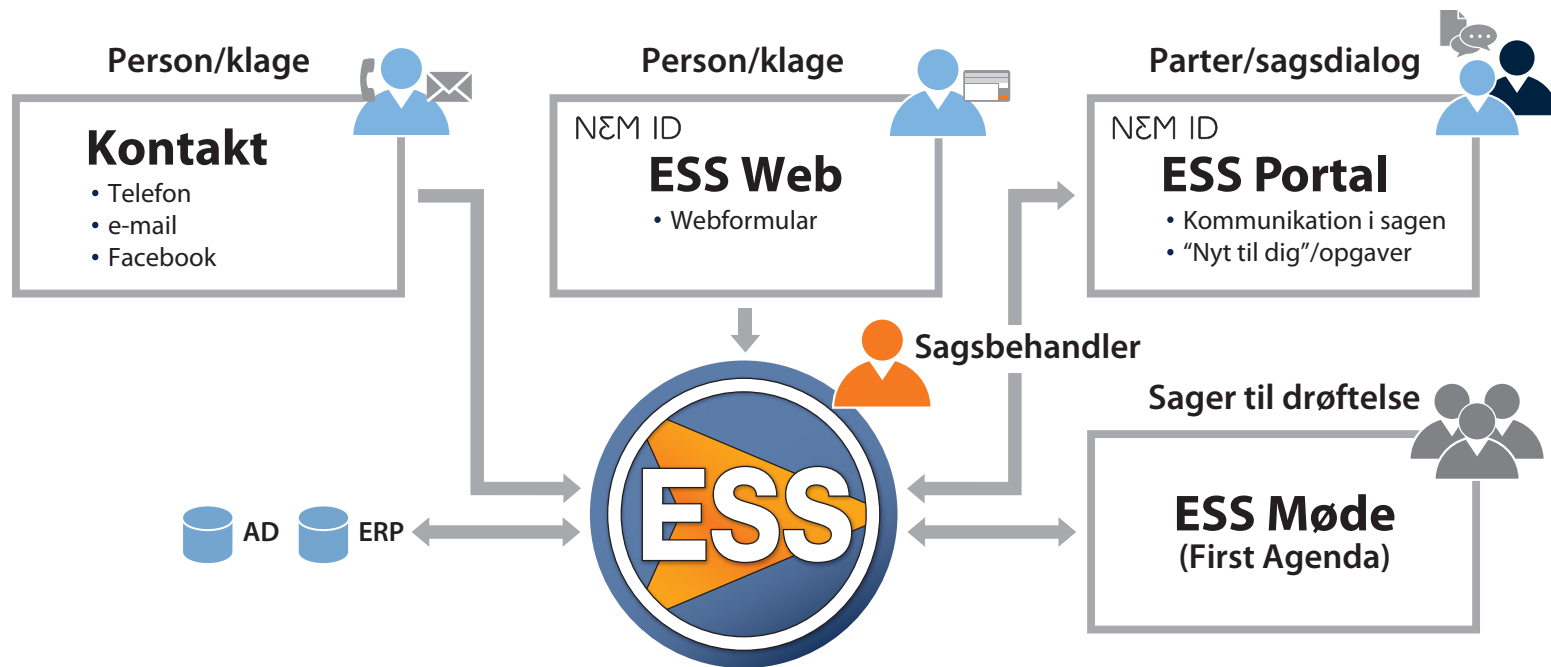 Person/klage
Kontakt
• Telefon
• e-mail
• Facebook
Person/klage
NEM ID
ESS Web
• Webformular
Parter/sagsdialog
NEM ID
ESS Portal
• Kommunikation i sagen
• “Nyt til dig”/opgaver
Sagsbehandler
ESS
AD
ERP
Sager til drøftelse
ESS Møde
(First Agenda)